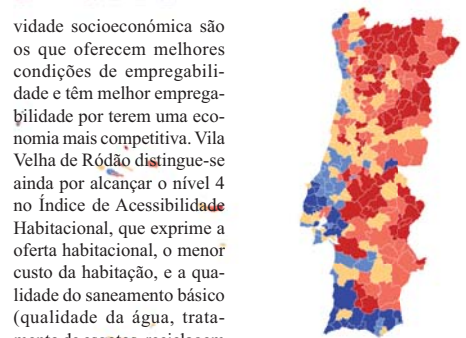 vidade socioeconómica são
os que oferecem melhores
condições de empregabili-
dade e têm melhor emprega-
bilidade por terem uma eco-
nomia mais competitiva. Vila
Velha de Ródão distingue-se
ainda por alcançar o nível 4
no Índice de Acessibilidade
Habitacional, que exprime a
oferta habitacional, o menor
custo da habitação, e a qua-
lidade do saneamento básico
(qualidade da água, trata-